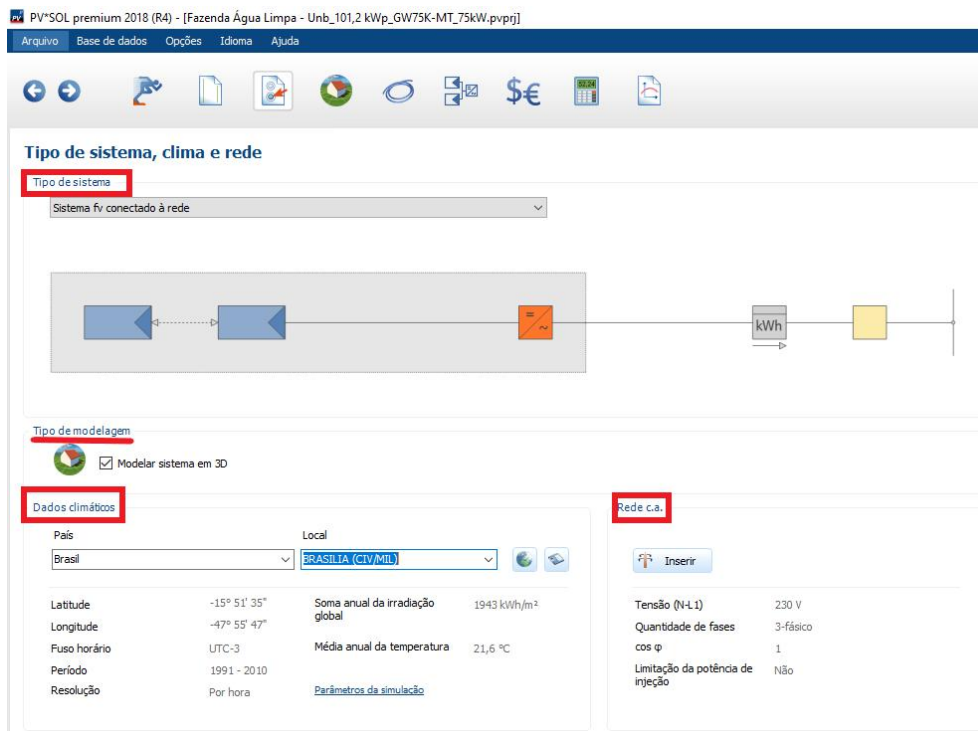 PV*SOL premium 2018 (R4) - [Fazenda Água Limpa - Unb_101,2 kWp_GW75K-MT_75kW.pvprj]
Arquivo Base de dados Opções Idioma Ajuda
$€
52,24
Tipo de sistema, clima e rede
Tipo de sistema
Sistema fv conectado à rede
= ~
kWh
Tipo de modelagem
Modelar sistema em 3D
Dados climáticos
Rede c.a.
País Local
Brasil BRASILIA (CIV/MIL)
Inserir
Latitude -15° 51' 35" Soma anual da irradiação global 1943 kWh/m² Tensão (N-L1) 230 V
Longitude -47° 55' 47" Quantidade de fases 3-fásico
Fuso horário UTC-3 Média anual da temperatura 21,6 °C cos φ 1
Período 1991 - 2010 Limitação da potência de injeção Não
Resolução Por hora Parâmetros da simulação